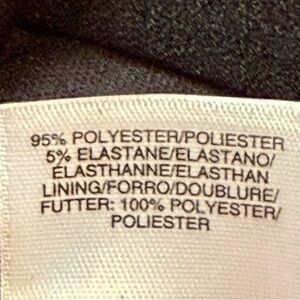 95% POLYESTER/POLIESTER
5% ELASTANE/ELASTANO/
ÉLASTHANNE/ELASTHAN
LINING/FORRO/DOUBLURE/
FUTTER: 100% POLYESTER/
POLIESTER